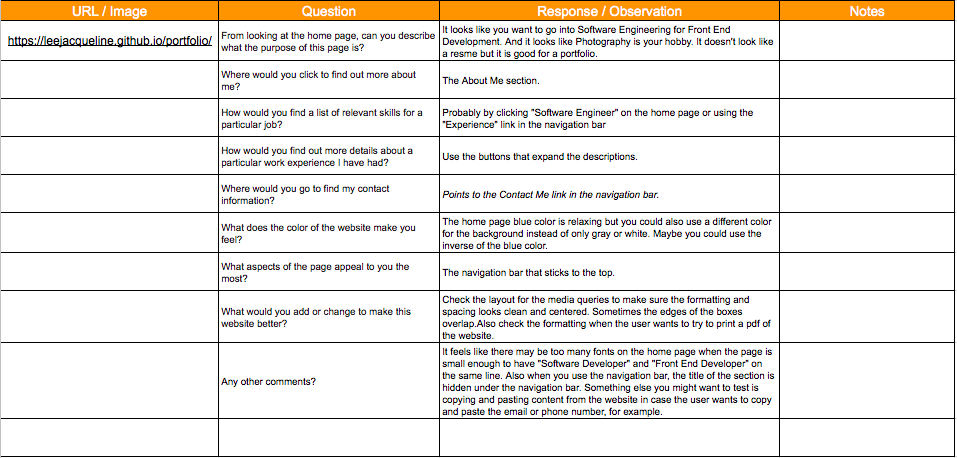 URL / Image Question Response / Observation Notes
https://leejacqueline.github.io/portfolio/
From looking at the home page, can you describe
what the purpose of this page is?
It looks like you want to go into Software Engineering for Front End
Development. And it looks like Photography is your hobby. It doesn't look like
a resme but it is good for a portfolio.
Where would you click to find out more about
me?
The About Me section.
How would you find a list of relevant skills for a
particular job?
Probably by clicking "Software Engineer" on the home page or using the
"Experience" link in the navigation bar
How would you find out more details about a
particular work experience I have had?
Use the buttons that expand the descriptions.
Where would you go to find my contact
information?
Points to the Contact Me link in the navigation bar.
What does the color of the website make you
feel?
The home page blue color is relaxing but you could also use a different color
for the background instead of only gray or white. Maybe you could use the
inverse of the blue color.
What aspects of the page appeal to you the
most?
The navigation bar that sticks to the top.
What would you add or change to make this
website better?
Check the layout for the media queries to make sure the formatting and
spacing looks clean and centered. Sometimes the edges of the boxes
overlap.Also check the formatting when the user wants to try to print a pdf of
the website.
Any other comments?
It feels like there may be too many fonts on the home page when the page is
small enough to have "Software Developer" and "Front End Developer" on
the same line. Also when you use the navigation bar, the title of the section is
hidden under the navigation bar. Something else you might want to test is
copying and pasting content from the website in case the user wants to copy
and paste the email or phone number, for example.